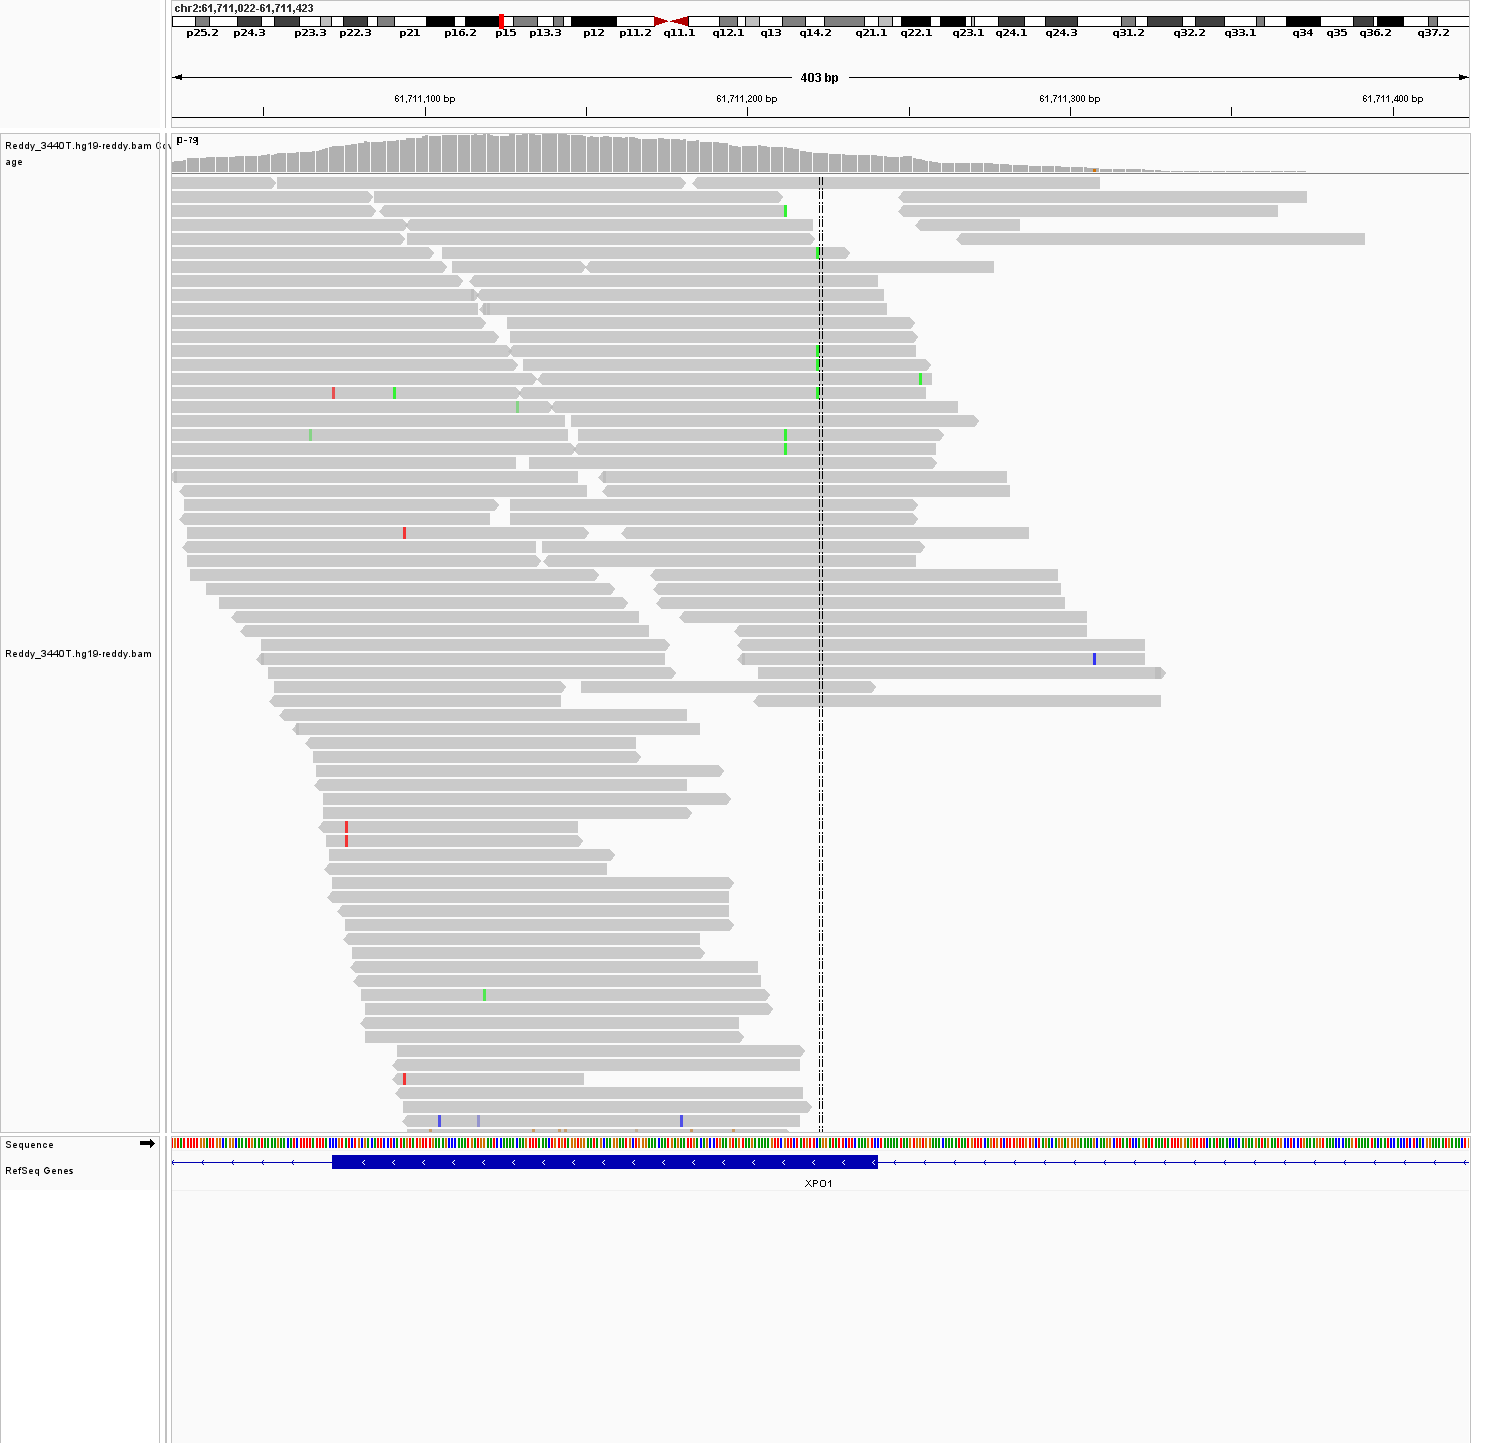 chr2:61,711,022-61,711,423
p25.2 p24.3 p23.3 p22.3 p21 p16.2 p15 p13.3 p12 p11.2 q11.1 q12.1 q13 q14.2 q21.1 q22.1 q23.1 q24.1 q24.3 q31.2 q32.2 q33.1 q34 q35 q36.2 q37.2
403 bp
61,711,100 bp 61,711,200 bp 61,711,300 bp 61,711,400 bp
[0-79]
Reddy_3440T.hg19-reddy.bam Cov
age
Reddy_3440T.hg19-reddy.bam
Sequence
RefSeq Genes
XPO1